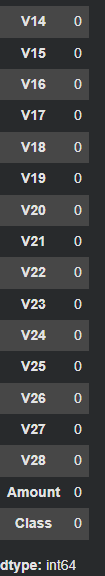 V14 0
V15 0
V16 0
V17 0
V18 0
V19 0
V20 0
V21 0
V22 0
V23 0
V24 0
V25 0
V26 0
V27 0
V28 0
Amount 0
Class 0
dtype: int64